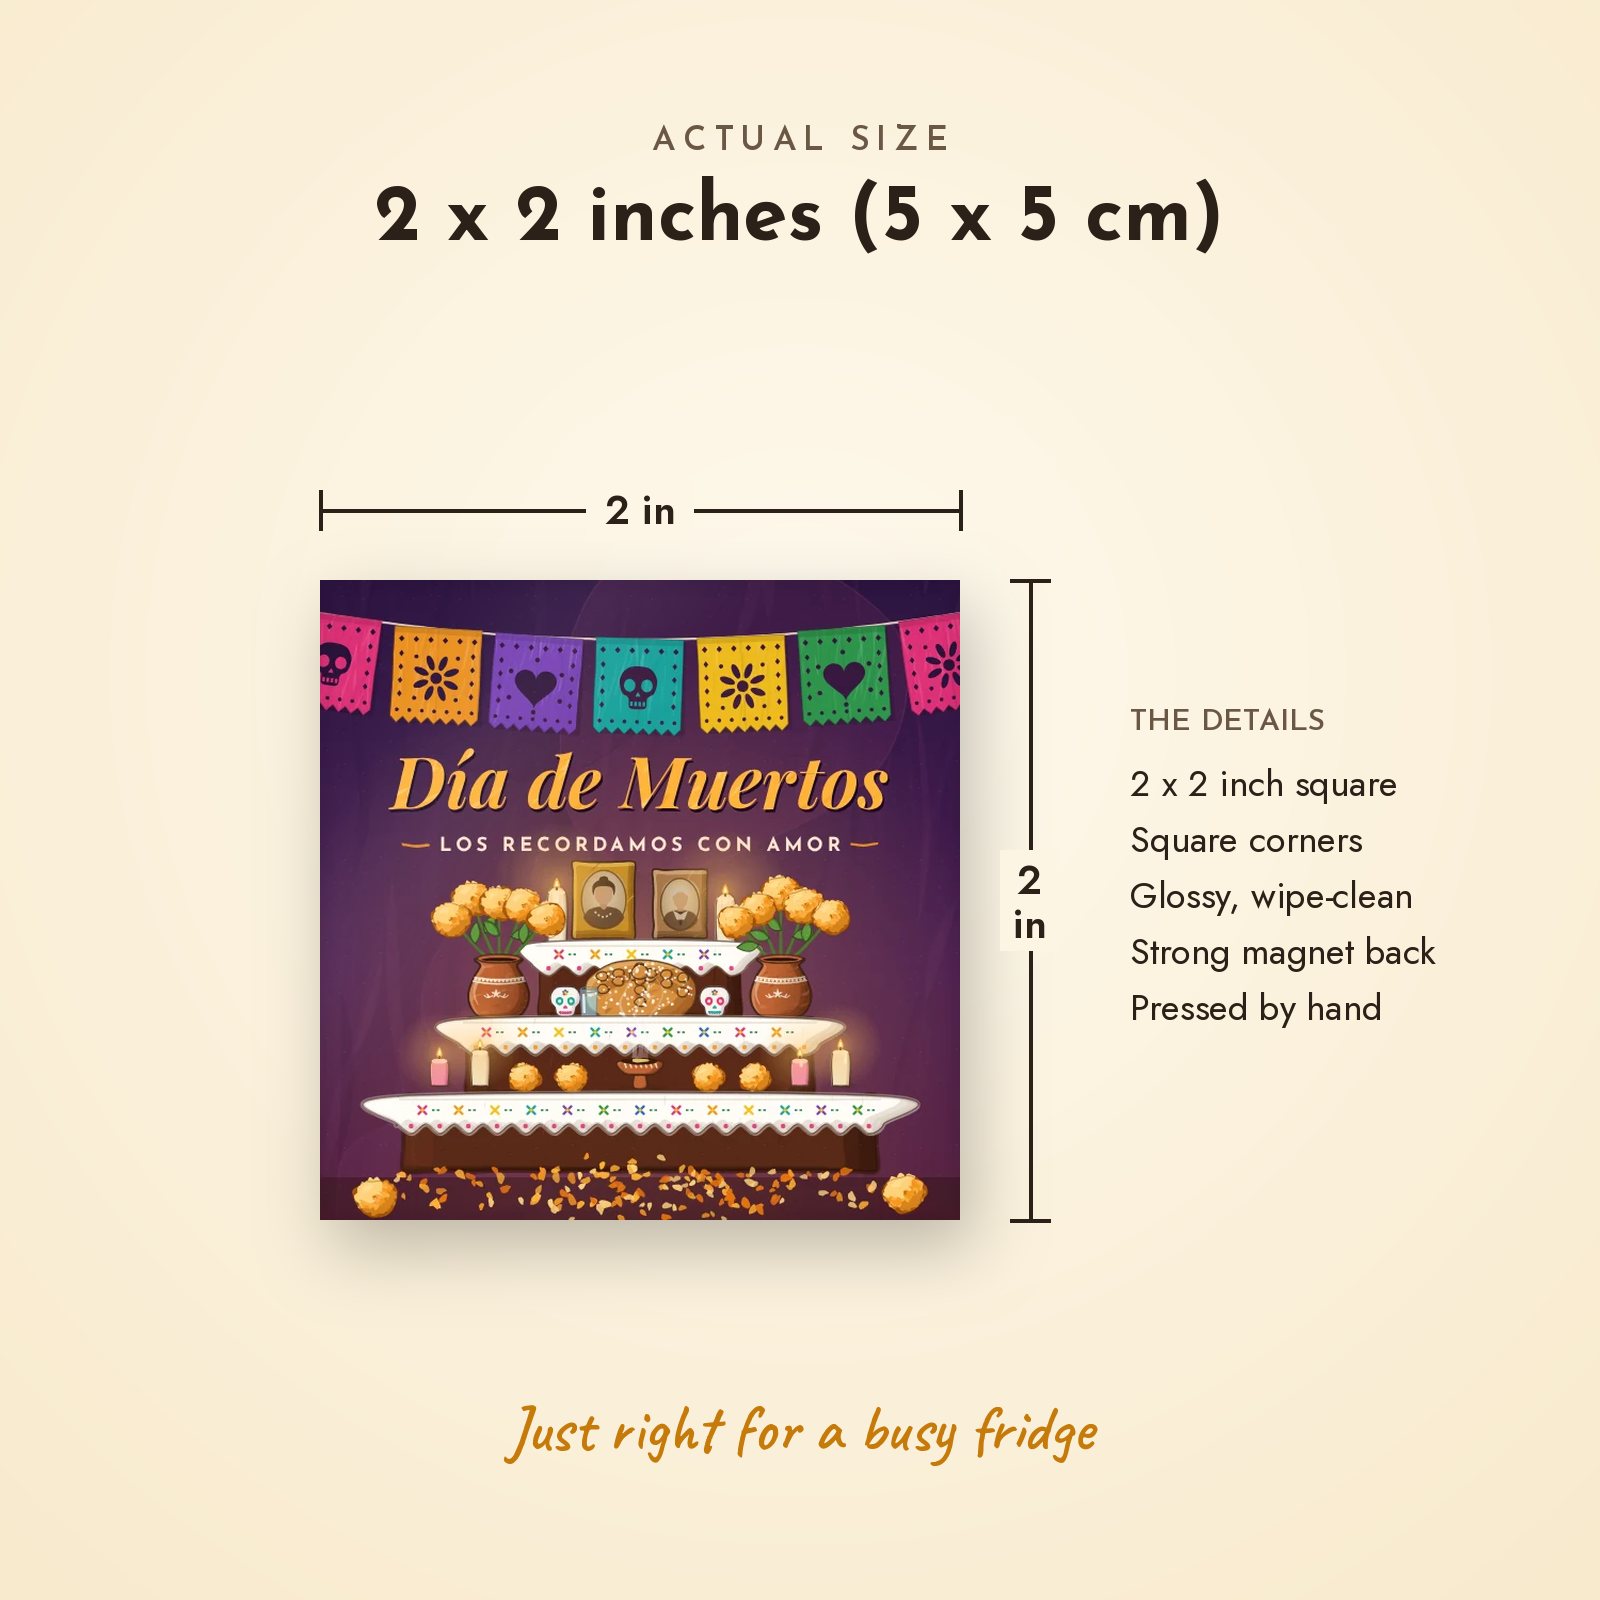 ACTUAL SIZE
2 x 2 inches (5 x 5 cm)
2 in
Día de Muertos
LOS RECORDAMOS CON AMOR
2
in
THE DETAILS
2 x 2 inch square
Square corners
Glossy, wipe-clean
Strong magnet back
Pressed by hand
Just right for a busy fridge